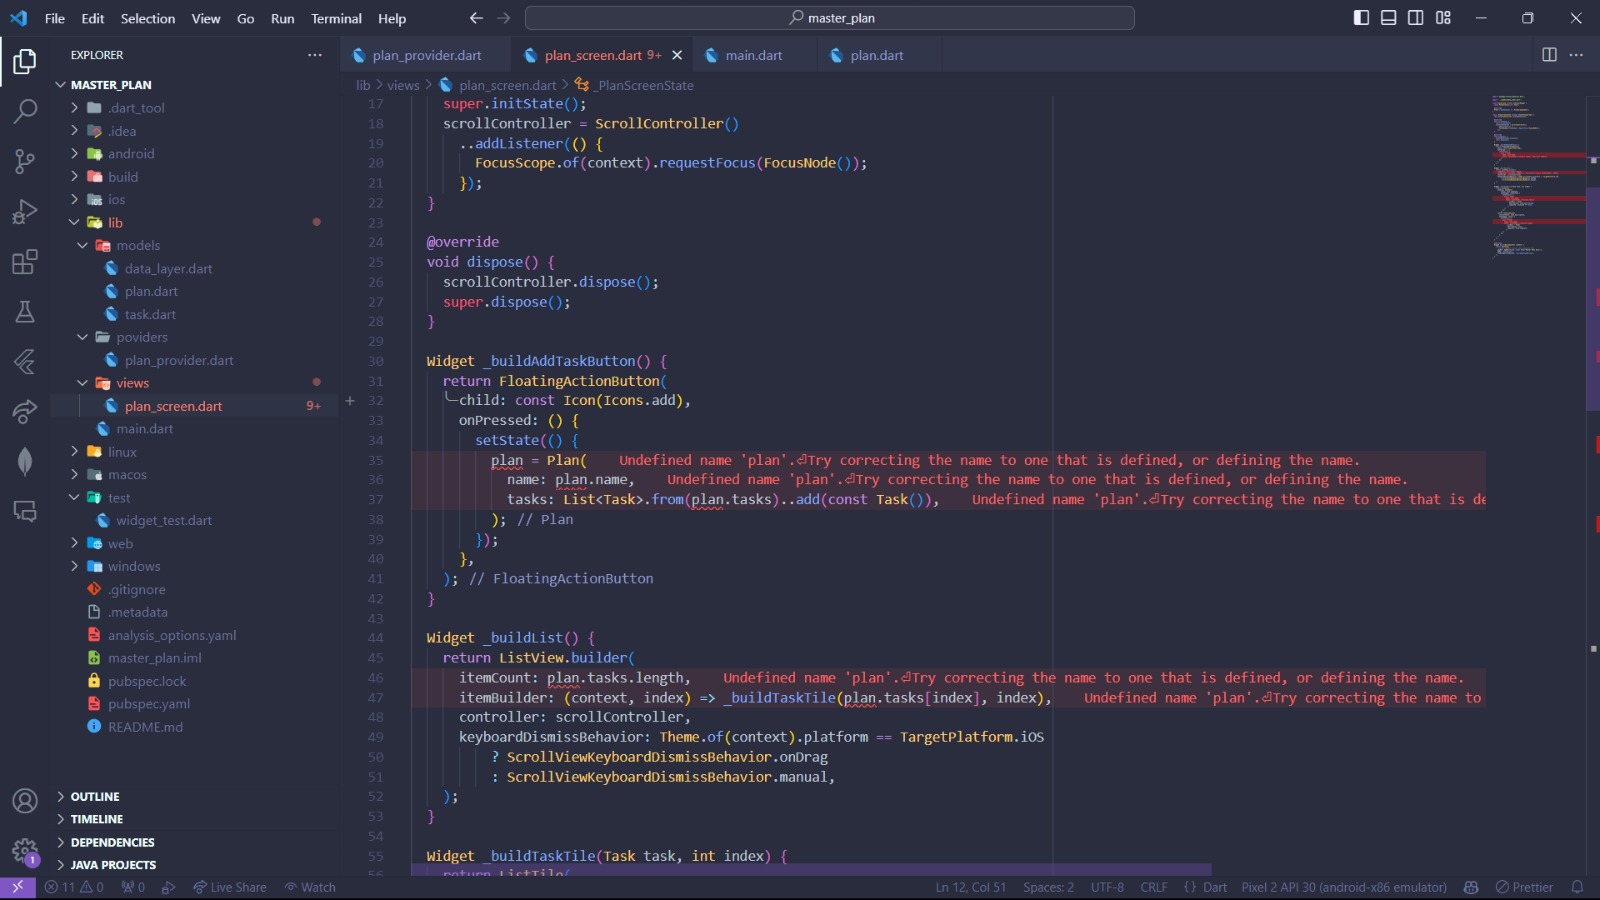 File Edit Selection View Go Run Terminal Help
master_plan
EXPLORER
MASTER_PLAN
.dart_tool
.idea
android
build
ios
lib
models
data_layer.dart
plan.dart
task.dart
poviders
plan_provider.dart
views
plan_screen.dart 9+
main.dart
linux
macos
test
widget_test.dart
web
windows
.gitignore
.metadata
analysis_options.yaml
master_plan.iml
pubspec.lock
pubspec.yaml
README.md
OUTLINE
TIMELINE
DEPENDENCIES
JAVA PROJECTS
plan_provider.dart plan_screen.dart 9+ main.dart plan.dart
lib > views > plan_screen.dart > _PlanScreenState
17 super.initState();
18 scrollController = ScrollController()
19 ..addListener(() {
20 FocusScope.of(context).requestFocus(FocusNode());
21 });
22 }
23
24 @override
25 void dispose() {
26 scrollController.dispose();
27 super.dispose();
28 }
29
30 Widget _buildAddTaskButton() {
31 return FloatingActionButton(
32 child: const Icon(Icons.add),
33 onPressed: () {
34 setState(() {
35 plan = Plan( Undefined name 'plan'.⏎Try correcting the name to one that is defined, or defining the name.
36 name: plan.name, Undefined name 'plan'.⏎Try correcting the name to one that is defined, or defining the name.
37 tasks: List<Task>.from(plan.tasks)..add(const Task()), Undefined name 'plan'.⏎Try correcting the name to one that is de
38 ); // Plan
39 });
40 },
41 ); // FloatingActionButton
42 }
43
44 Widget _buildList() {
45 return ListView.builder(
46 itemCount: plan.tasks.length, Undefined name 'plan'.⏎Try correcting the name to one that is defined, or defining the name.
47 itemBuilder: (context, index) => _buildTaskTile(plan.tasks[index], index), Undefined name 'plan'.⏎Try correcting the name to
48 controller: scrollController,
49 keyboardDismissBehavior: Theme.of(context).platform == TargetPlatform.iOS
50 ? ScrollViewKeyboardDismissBehavior.onDrag
51 : ScrollViewKeyboardDismissBehavior.manual,
52 );
53 }
54
55 Widget _buildTaskTile(Task task, int index) {
56 return ListTile(
1
11 0 0 Live Share Watch Ln 12, Col 51 Spaces: 2 UTF-8 CRLF {} Dart Pixel 2 API 30 (android-x86 emulator) Prettier